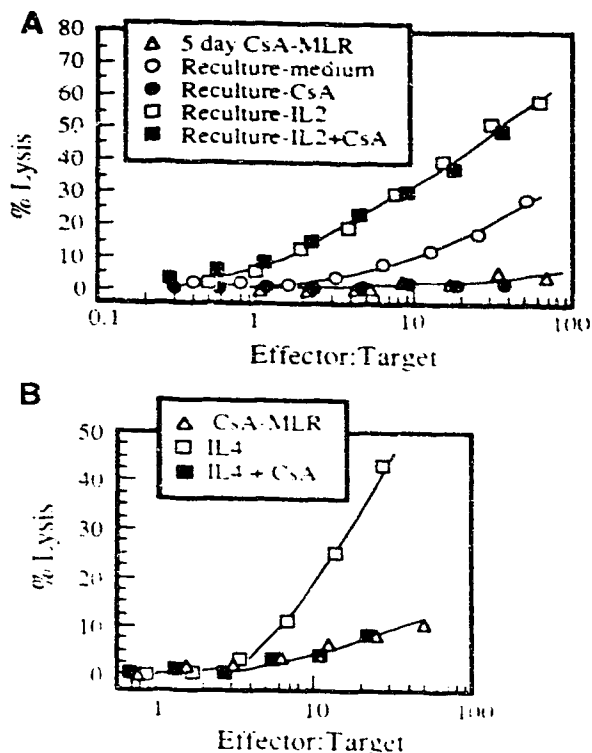 A
80
5 day CsA-MLR
70
Reculture-medium
60
Reculture-CsA
50
Reculture-IL2
40
Reculture-IL2+CsA
30
20
10
0
% Lysis
0.1
1
10
100
Effector:Target
B
50
CsA-MLR
IL4
40
IL4 + CsA
30
20
10
0
% Lysis
1
10
100
Effector:Target